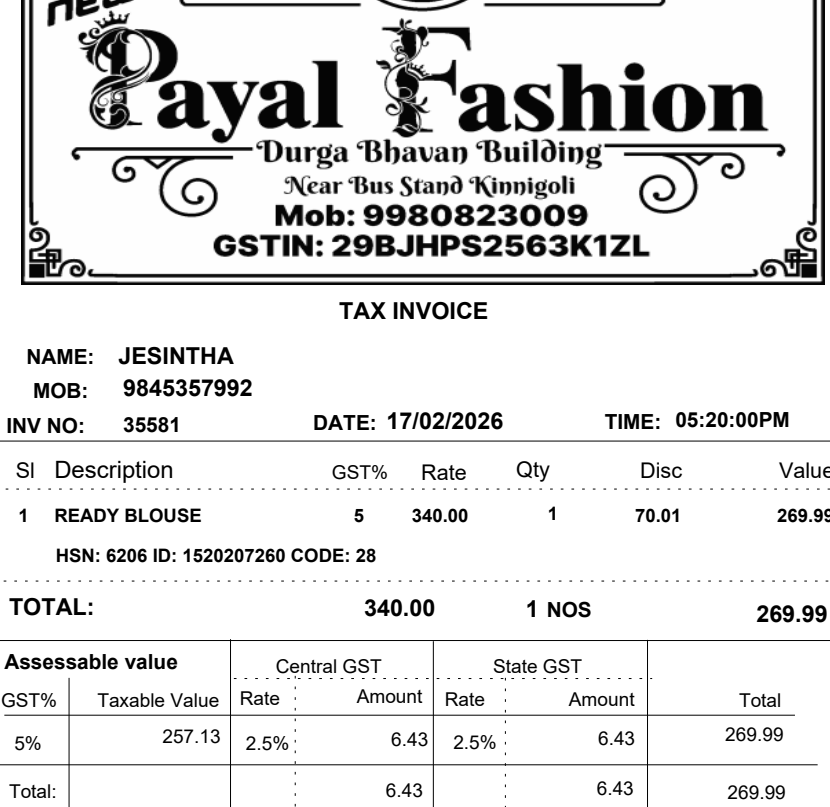 new
Payal Fashion
Durga Bhavan Building
Near Bus Stand Kinnigoli
Mob: 9980823009
GSTIN: 29BJHPS2563K1ZL
TAX INVOICE
NAME: JESINTHA
MOB: 9845357992
INV NO: 35581 DATE: 17/02/2026 TIME: 05:20:00PM
Sl Description GST% Rate Qty Disc Value
1 READY BLOUSE 5 340.00 1 70.01 269.99
HSN: 6206 ID: 1520207260 CODE: 28
TOTAL: 340.00 1 NOS 269.99
Assessable value Central GST State GST
GST% Taxable Value Rate Amount Rate Amount Total
5% 257.13 2.5% 6.43 2.5% 6.43 269.99
Total: 6.43 6.43 269.99